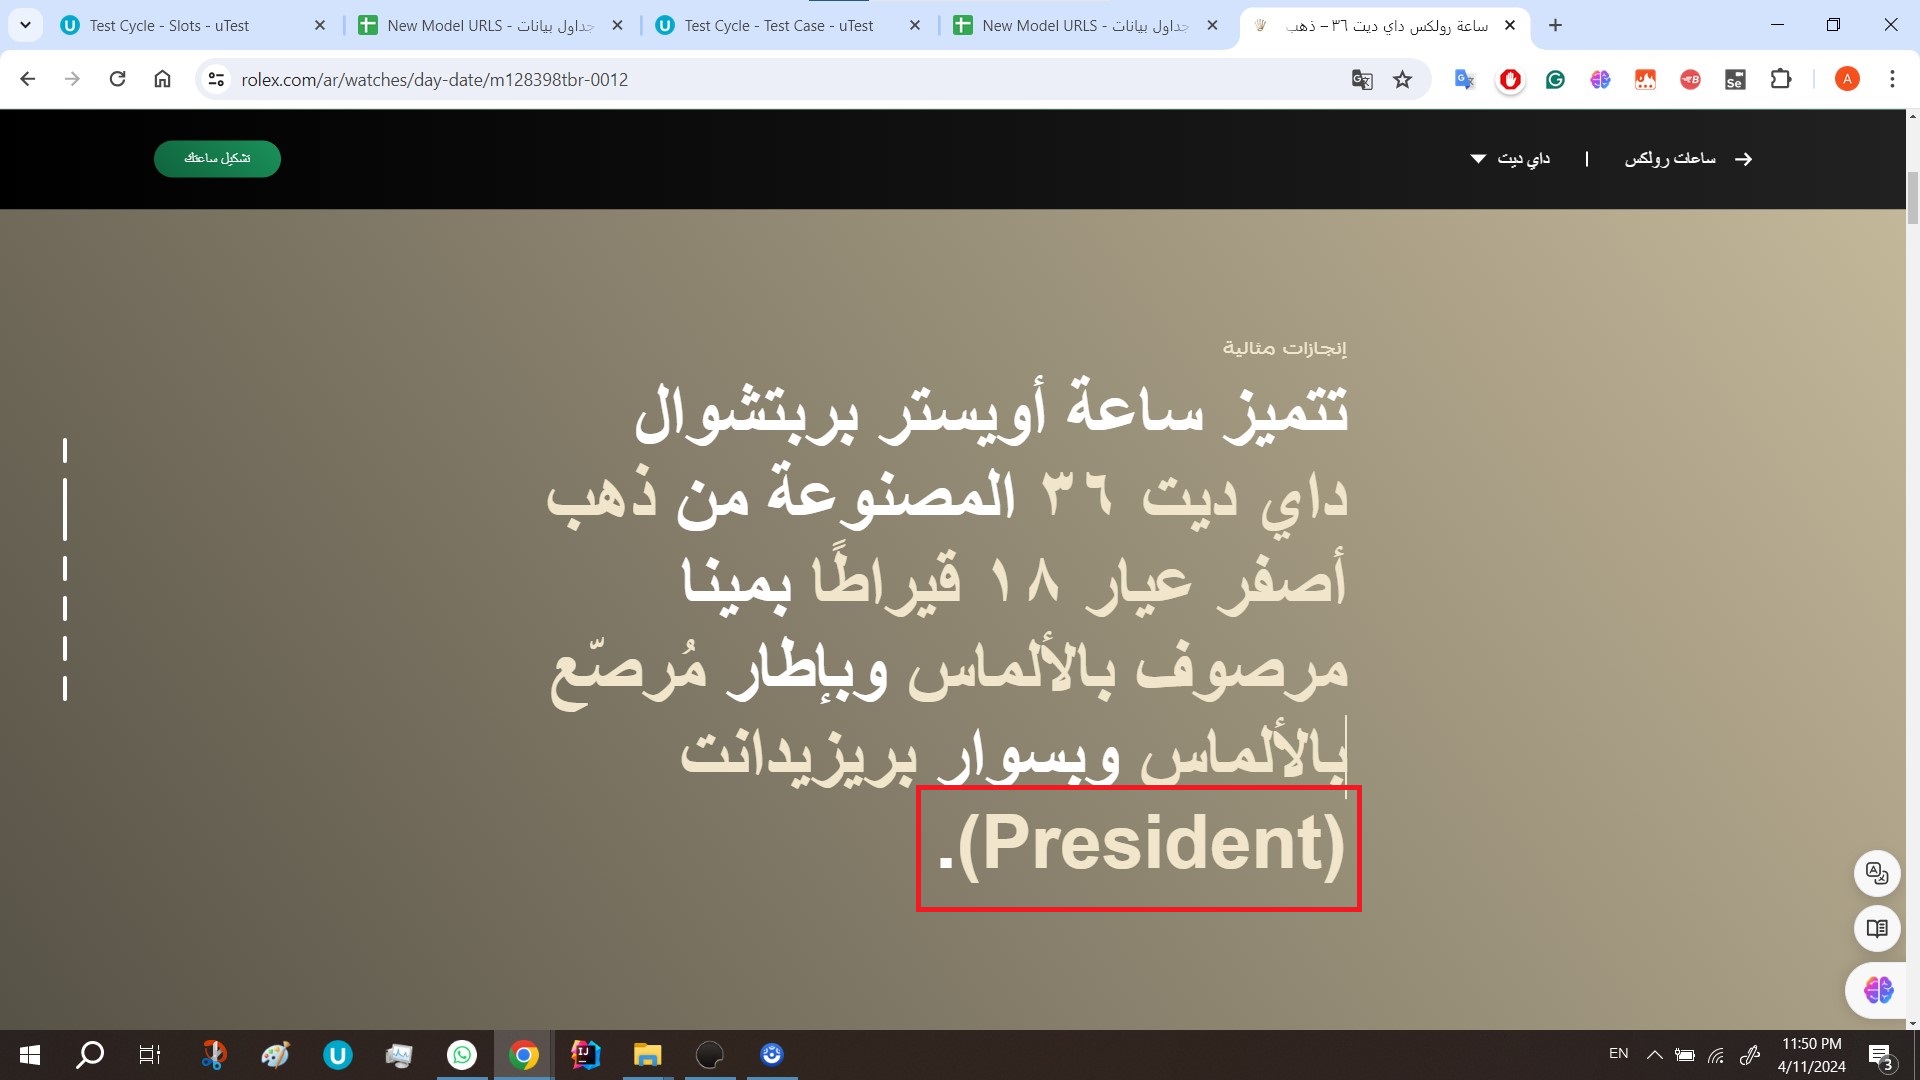 Test Cycle - Slots - uTest
New Model URLS - جداول بيانات
Test Cycle - Test Case - uTest
New Model URLS - جداول بيانات
ساعة رولكس داي ديت ٣٦ – ذهب
rolex.com/ar/watches/day-date/m128398tbr-0012
A
ساعات رولكس | داي ديت
تشكيل ساعتك
إنجازات مثالية
تتميز ساعة أويستر بربتشوال
داي ديت ٣٦ المصنوعة من ذهب
أصفر عيار ١٨ قيراطًا بمينا
مرصوف بالألماس وبإطار مُرصّع
بالألماس وبسوار بريزيدانت
(President).
EN
11:50 PM
4/11/2024
3